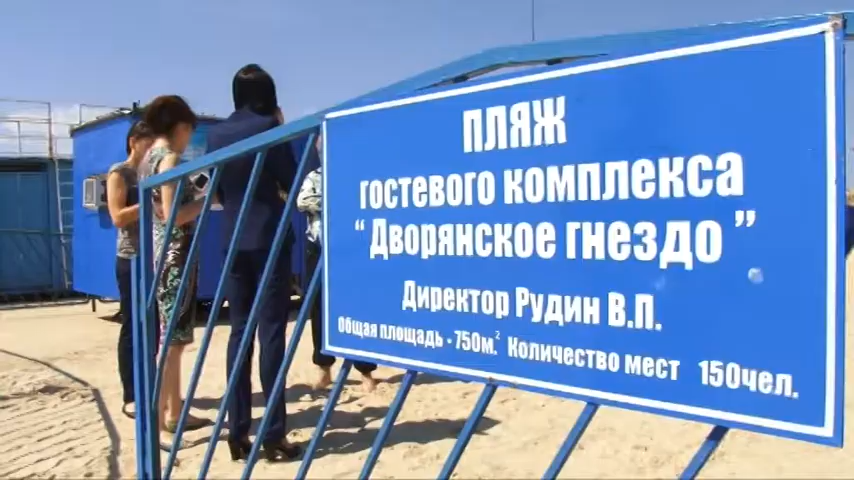 ПЛЯЖ
гостевого комплекса
“Дворянское гнездо”
Директор Рудин В.П.
Общая площадь - 750м.² Количество мест 150чел.